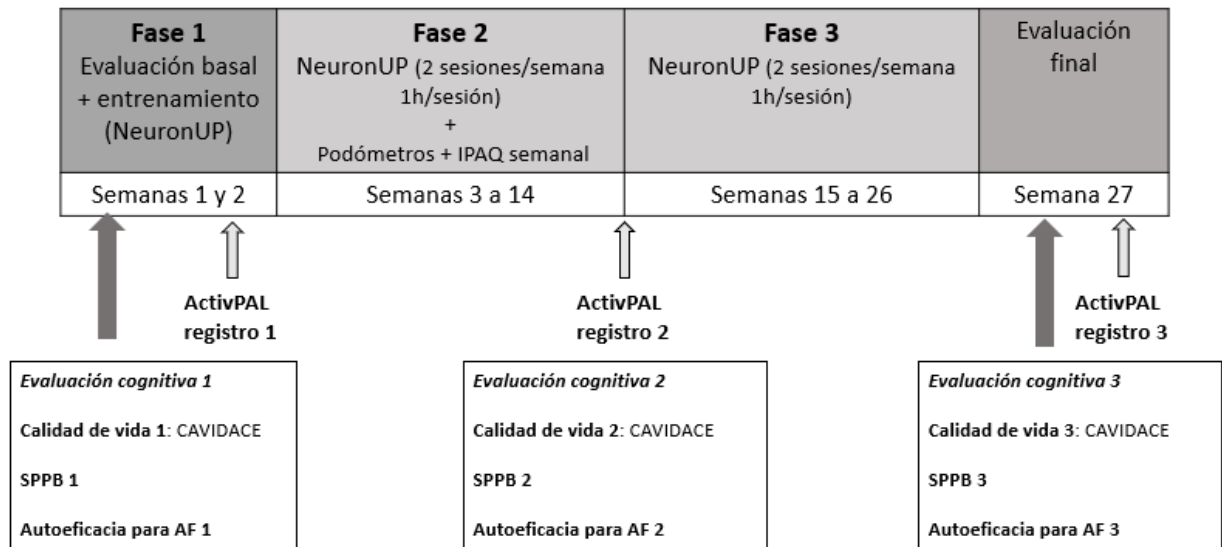 Fase 1
Evaluación basal
+ entrenamiento
(NeuronUP)
Fase 2
NeuronUP (2 sesiones/semana
1h/sesión)
+
Podómetros + IPAQ semanal
Fase 3
NeuronUP (2 sesiones/semana
1h/sesión)
Evaluación
final
Semanas 1 y 2
Semanas 3 a 14
Semanas 15 a 26
Semana 27
ActivPAL
registro 1
ActivPAL
registro 2
ActivPAL
registro 3
Evaluación cognitiva 1
Calidad de vida 1: CAVIDACE
SPPB 1
Autoeficacia para AF 1
Evaluación cognitiva 2
Calidad de vida 2: CAVIDACE
SPPB 2
Autoeficacia para AF 2
Evaluación cognitiva 3
Calidad de vida 3: CAVIDACE
SPPB 3
Autoeficacia para AF 3